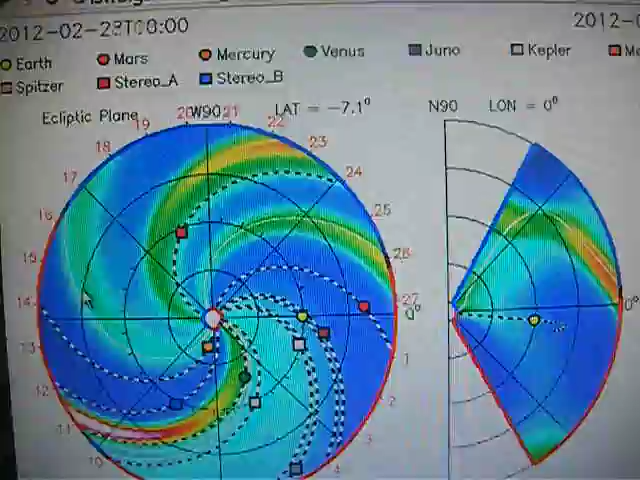 2012-02-28T00:00
2012-0
Earth Mars Mercury Venus Juno Kepler
Spitzer Stereo_A Stereo_B
Ecliptic Plane W90 LAT = -7.1° N90 LON = 0°
20 21
19 22
18 23
17 24
16 25
15 26
14 27 0° 0°
13 1
12 2
11 3
10 4